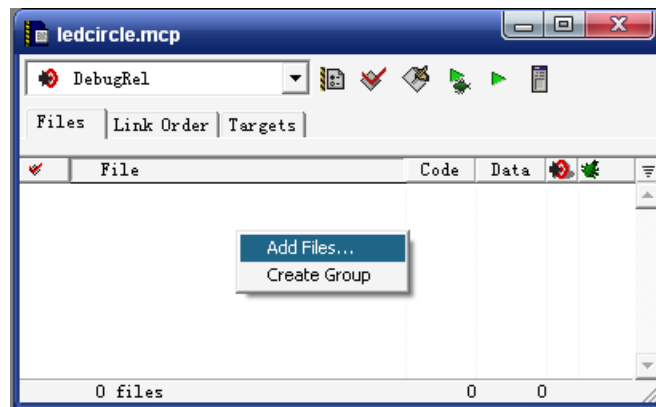 ledcircle.mcp
DebugRel
Files Link Order Targets
File Code Data
Add Files...
Create Group
0 files 0 0